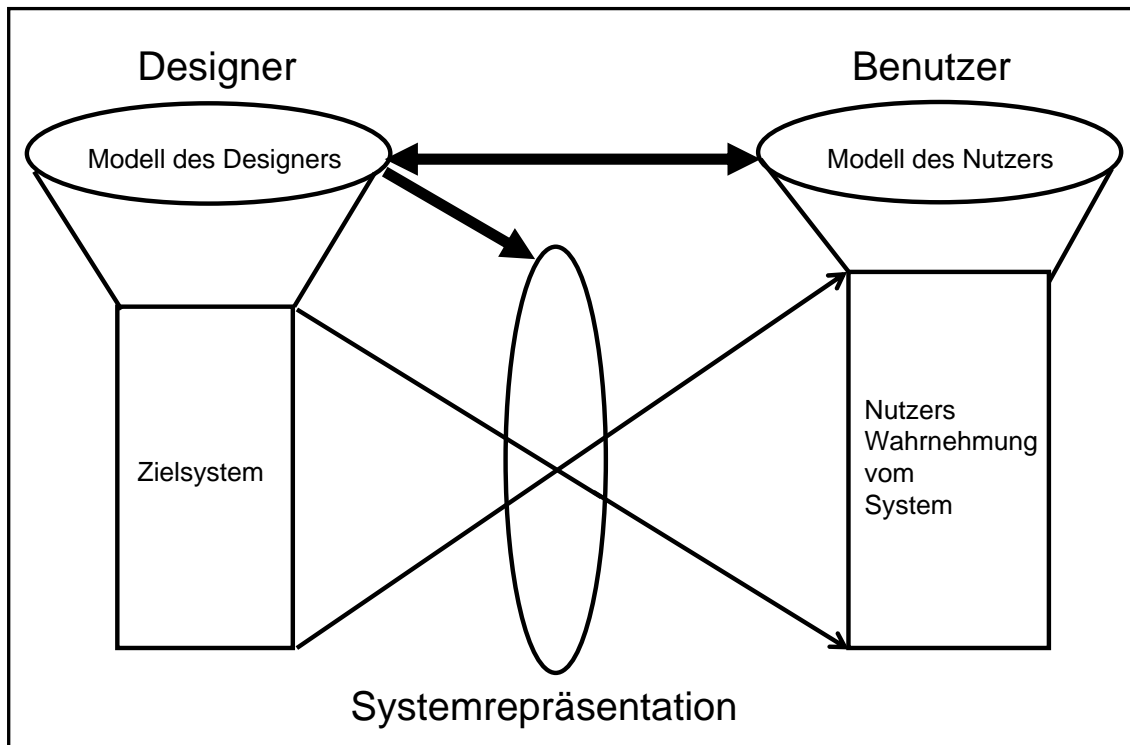 Designer
Benutzer
Modell des Designers
Modell des Nutzers
Zielsystem
Nutzers
Wahrnehmung
vom
System
Systemrepräsentation